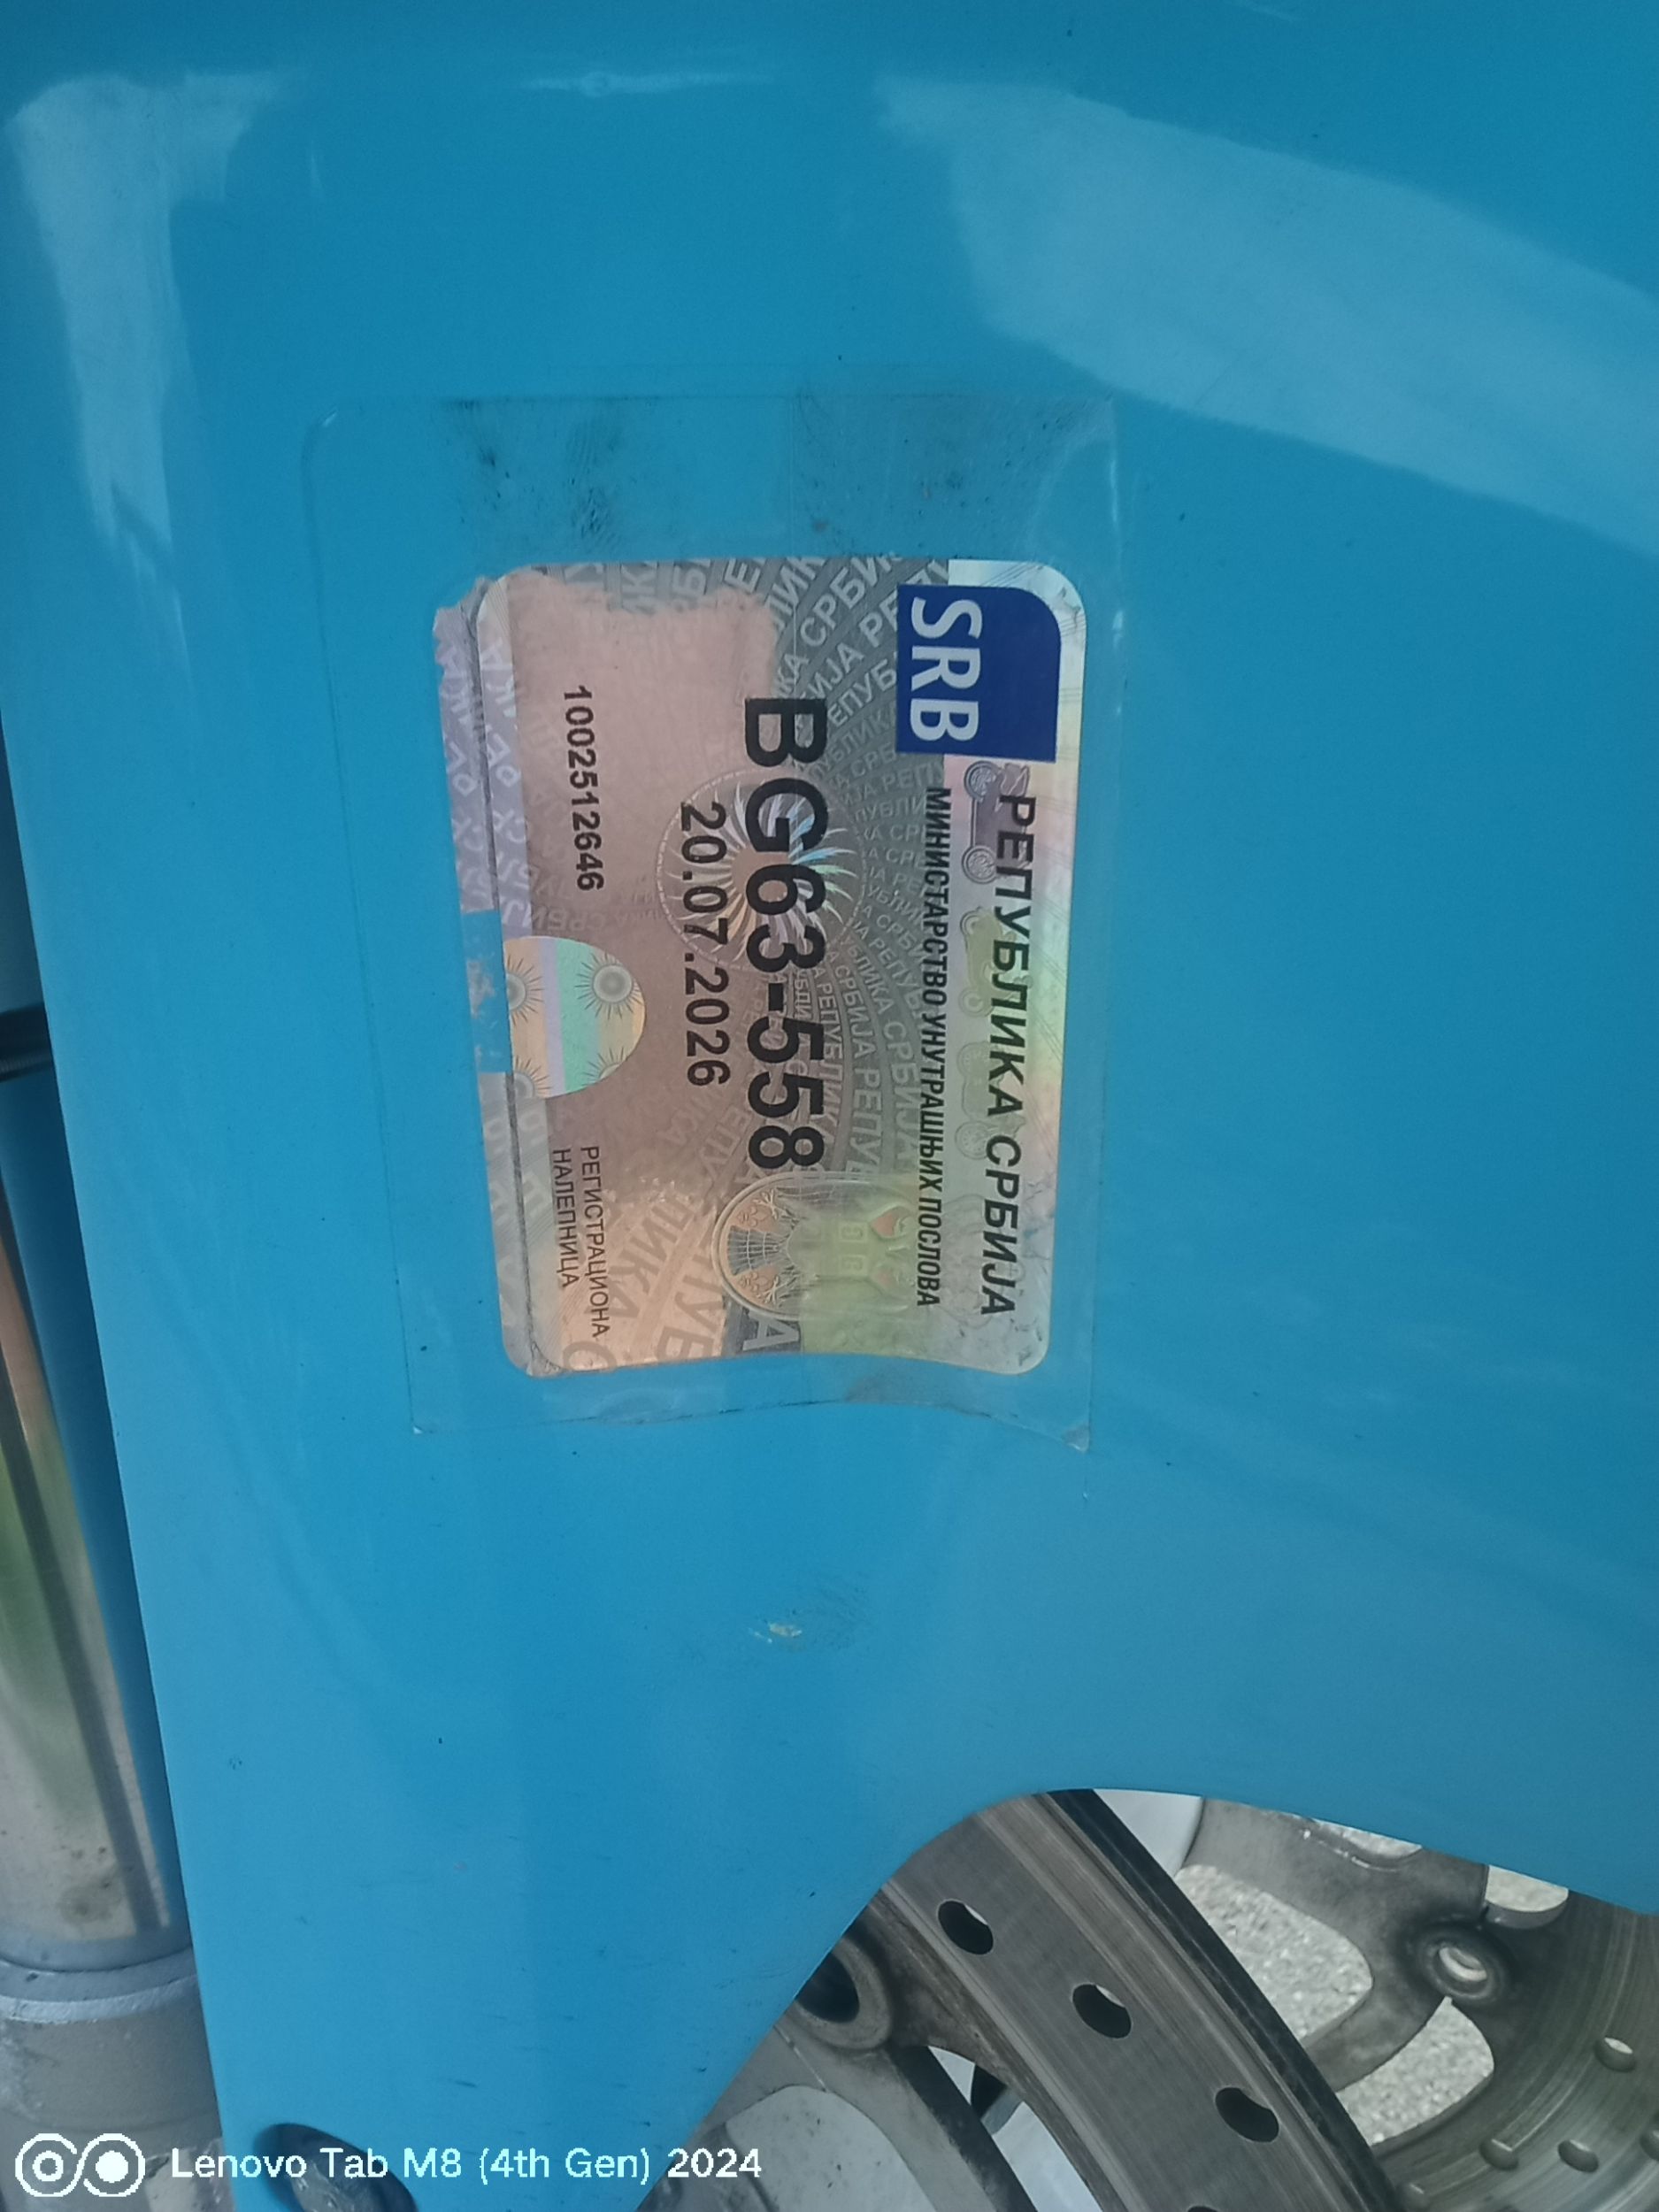 SRB
РЕПУБЛИКА СРБИЈА
МИНИСТАРСТВО УНУТРАШЊИХ ПОСЛОВА
BG63-558
20.07.2026
1002512646
РЕГИСТРАЦИОНА
НАЛЕПНИЦА
Lenovo Tab M8 (4th Gen) 2024